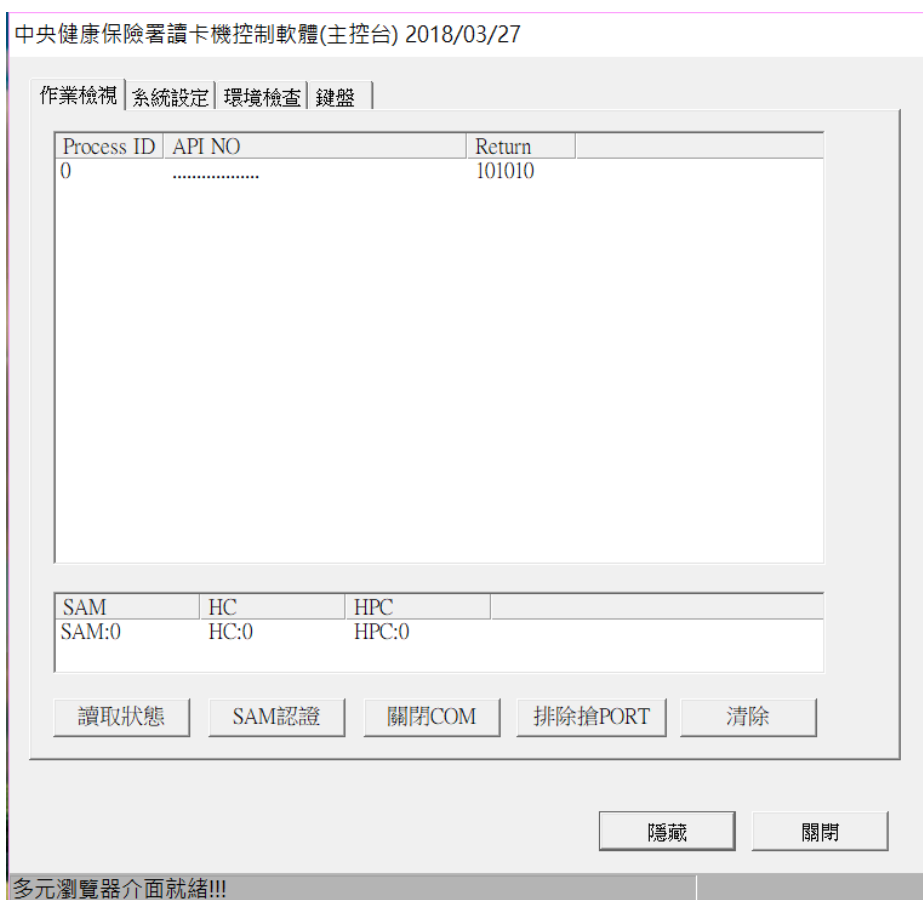 中央健康保險署讀卡機控制軟體(主控台) 2018/03/27
作業檢視 系統設定 環境檢查 鍵盤
Process ID API NO Return
0 .................. 101010
SAM HC HPC
SAM:0 HC:0 HPC:0
讀取狀態 SAM認證 關閉COM 排除搶PORT 清除
隱藏 關閉
多元瀏覽器介面就緒!!!